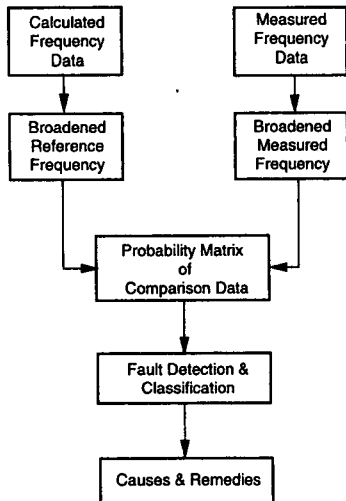 Calculated
Frequency
Data
Measured
Frequency
Data
Broadened
Reference
Frequency
Broadened
Measured
Frequency
Probability Matrix
of
Comparison Data
Fault Detection &
Classification
Causes & Remedies